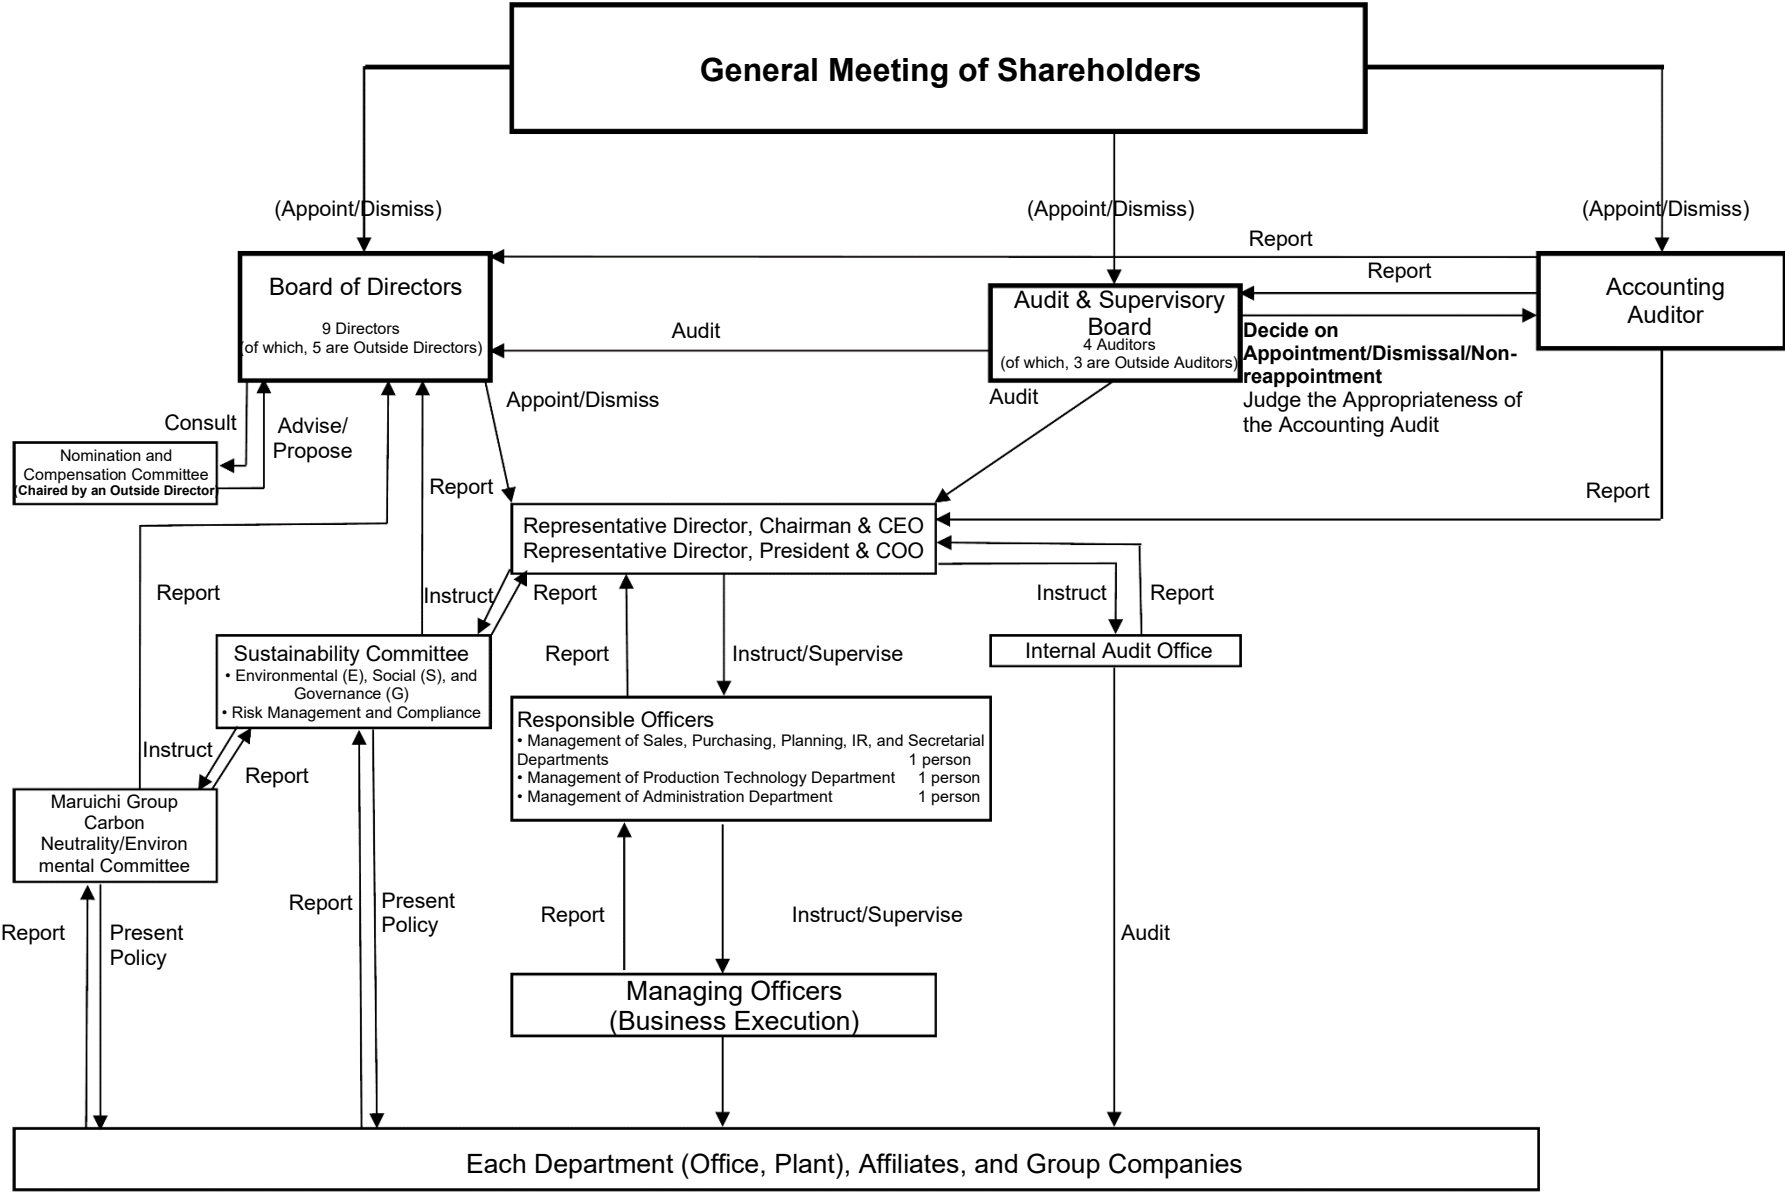 General Meeting of Shareholders
(Appoint/Dismiss)
(Appoint/Dismiss)
(Appoint/Dismiss)
Report
Report
Board of Directors
9 Directors
(of which, 5 are Outside Directors)
Audit
Audit & Supervisory
Board
4 Auditors
(of which, 3 are Outside Auditors)
Accounting
Auditor
Decide on
Appointment/Dismissal/Non-
reappointment
Judge the Appropriateness of
the Accounting Audit
Consult
Advise/
Propose
Appoint/Dismiss
Audit
Nomination and
Compensation Committee
(Chaired by an Outside Director)
Report
Report
Representative Director, Chairman & CEO
Representative Director, President & COO
Report
Instruct
Report
Instruct
Report
Sustainability Committee
• Environmental (E), Social (S), and
Governance (G)
• Risk Management and Compliance
Report
Instruct/Supervise
Internal Audit Office
Responsible Officers
• Management of Sales, Purchasing, Planning, IR, and Secretarial
Departments 1 person
• Management of Production Technology Department 1 person
• Management of Administration Department 1 person
Instruct
Report
Maruichi Group
Carbon
Neutrality/Environ
mental Committee
Report
Present
Policy
Report
Present
Policy
Report
Instruct/Supervise
Audit
Managing Officers
(Business Execution)
Each Department (Office, Plant), Affiliates, and Group Companies